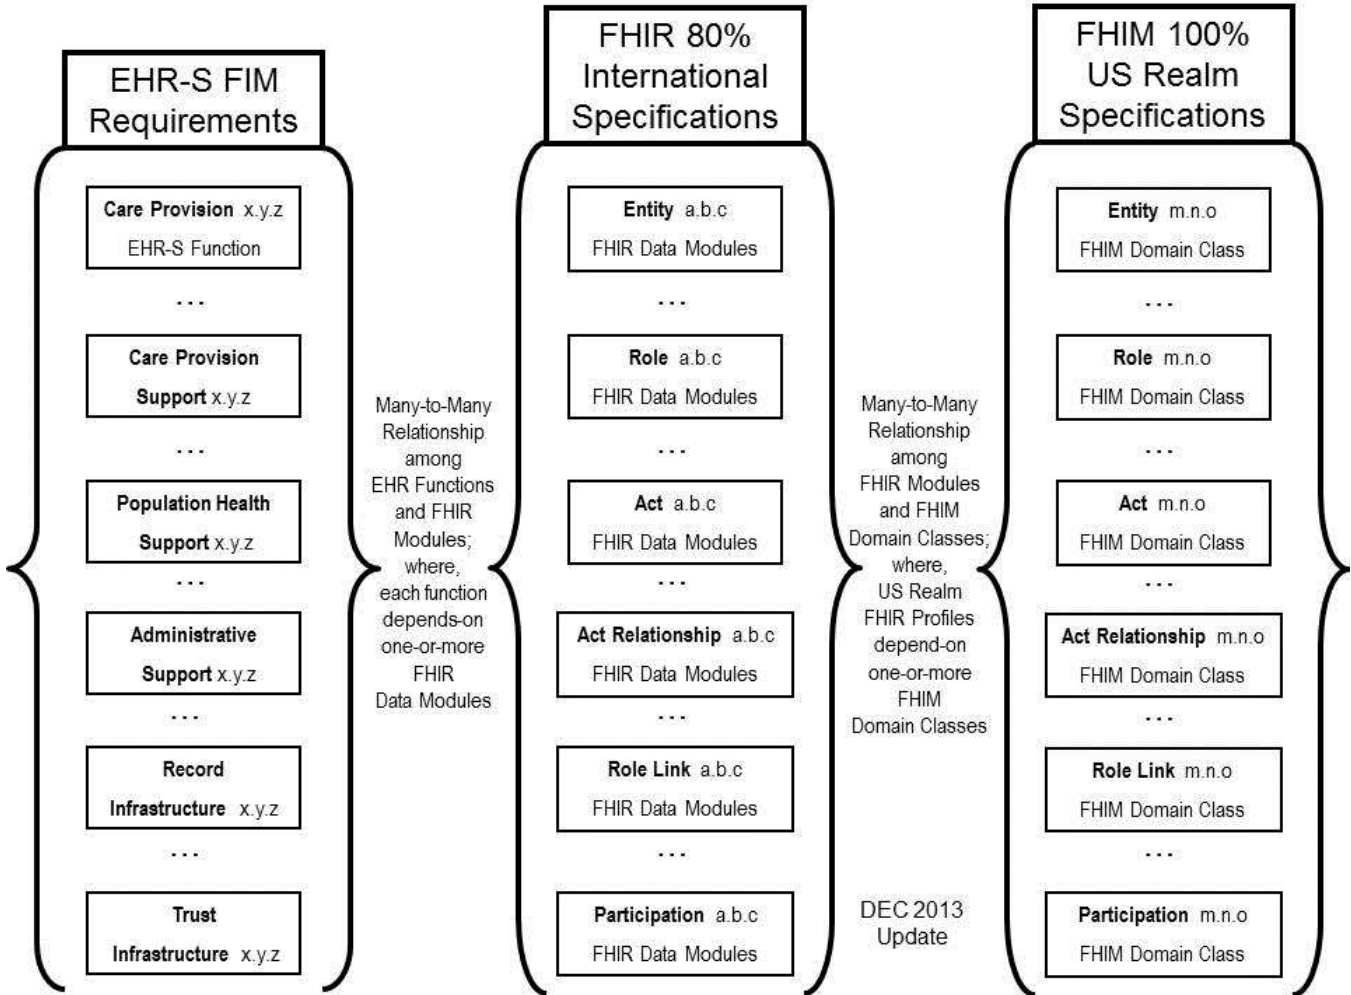 EHR-S FIM
Requirements
Care Provision x.y.z
EHR-S Function
...
Care Provision
Support x.y.z
...
Population Health
Support x.y.z
...
Administrative
Support x.y.z
...
Record
Infrastructure x.y.z
...
Trust
Infrastructure x.y.z
Many-to-Many
Relationship
among
EHR Functions
and FHIR
Modules;
where,
each function
depends-on
one-or-more
FHIR
Data Modules
FHIR 80%
International
Specifications
Entity a.b.c
FHIR Data Modules
...
Role a.b.c
FHIR Data Modules
...
Act a.b.c
FHIR Data Modules
...
Act Relationship a.b.c
FHIR Data Modules
...
Role Link a.b.c
FHIR Data Modules
...
Participation a.b.c
FHIR Data Modules
Many-to-Many
Relationship
among
FHIR Modules
and FHIM
Domain Classes;
where,
US Realm
FHIR Profiles
depend-on
one-or-more
FHIM
Domain Classes
DEC 2013
Update
FHIM 100%
US Realm
Specifications
Entity m.n.o
FHIM Domain Class
...
Role m.n.o
FHIM Domain Class
...
Act m.n.o
FHIM Domain Class
...
Act Relationship m.n.o
FHIM Domain Class
...
Role Link m.n.o
FHIM Domain Class
...
Participation m.n.o
FHIM Domain Class